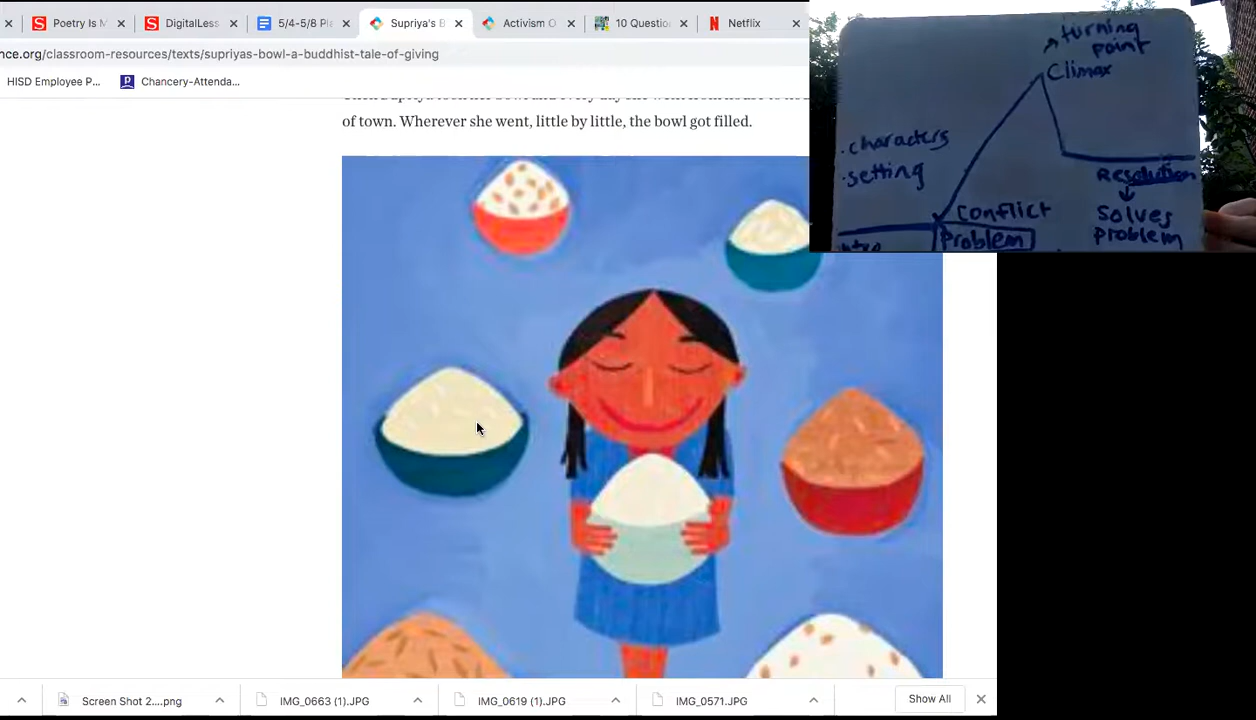 Poetry Is M
DigitalLess
5/4-5/8 Pl
Supriya's B
Activism O
10 Questio
Netflix
nce.org/classroom-resources/texts/supriyas-bowl-a-buddhist-tale-of-giving
HISD Employee P...
Chancery-Attenda...
of town. Wherever she went, little by little, the bowl got filled.
turning
point
Climax
·characters
·setting
Conflict
Problem
Resolution
Solves
problem
Screen Shot 2....png
IMG_0663 (1).JPG
IMG_0619 (1).JPG
IMG_0571.JPG
Show All